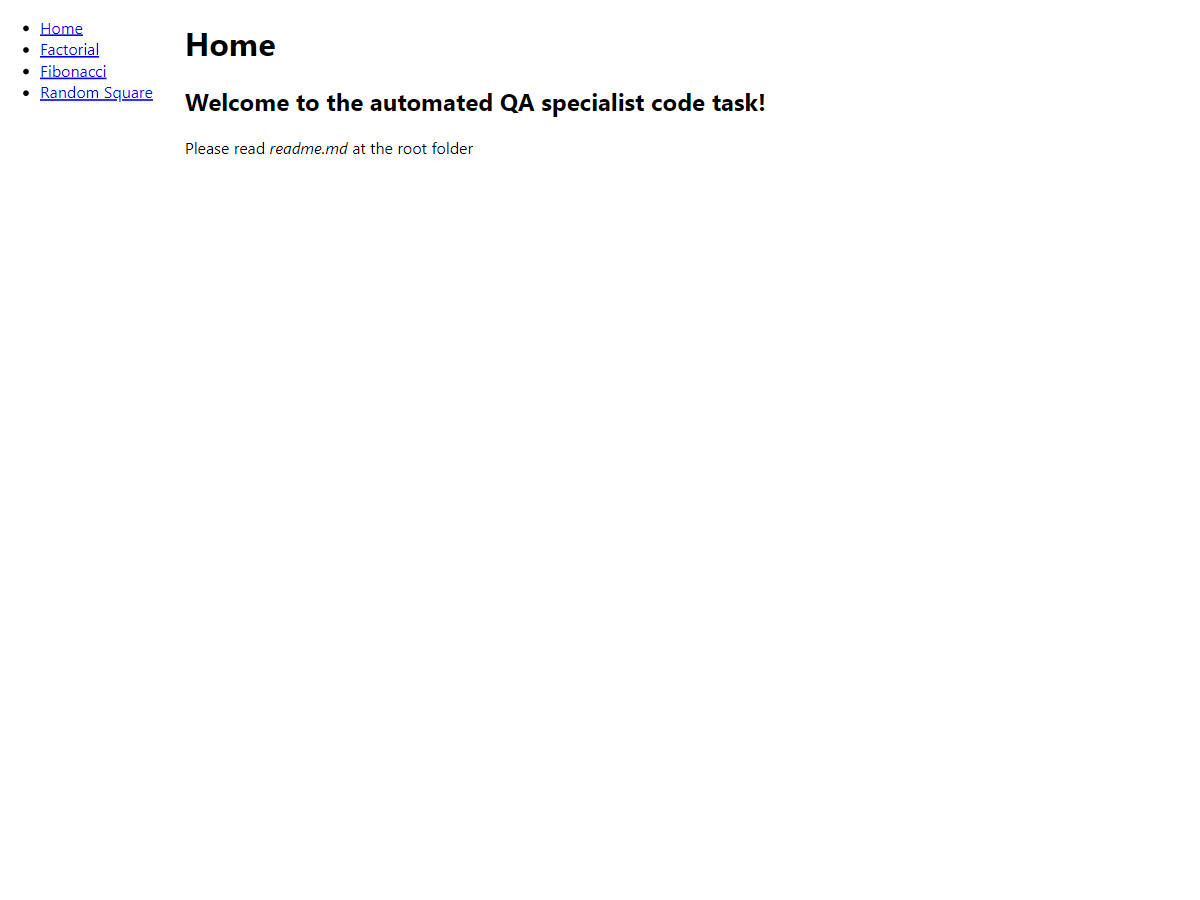 Home
Factorial
Fibonacci
Random Square
Home
Welcome to the automated QA specialist code task!
Please read readme.md at the root folder